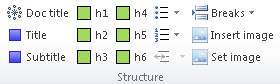 Doc title h1 h4 Breaks
Title h2 h5 Insert image
Subtitle h3 h6 Set image
Structure